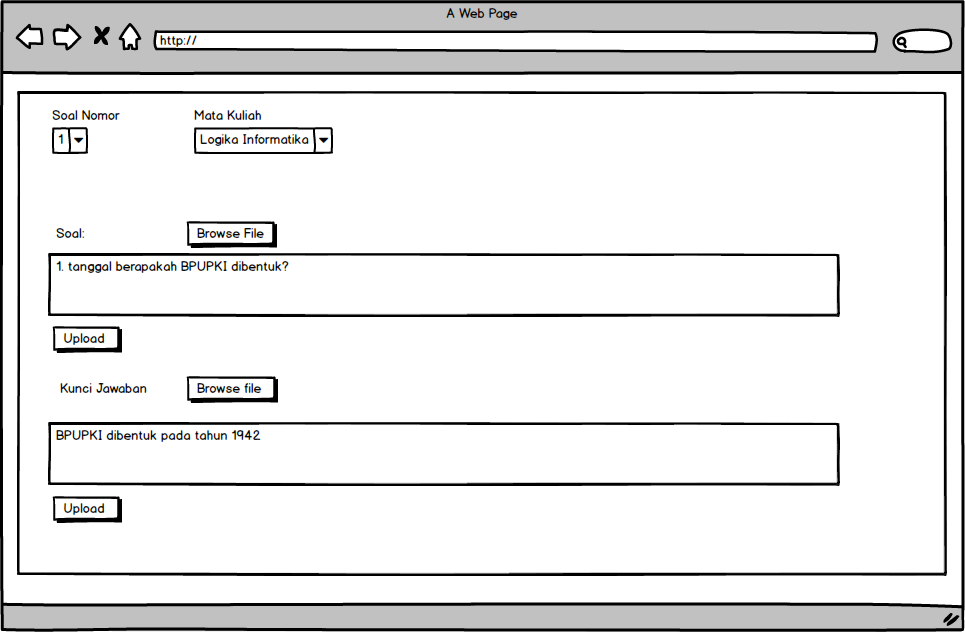 A Web Page
http://
Soal Nomor
Mata Kuliah
1
Logika Informatika
Soal:
Browse File
1. tanggal berapakah BPUPKI dibentuk?
Upload
Kunci Jawaban
Browse file
BPUPKI dibentuk pada tahun 1942
Upload